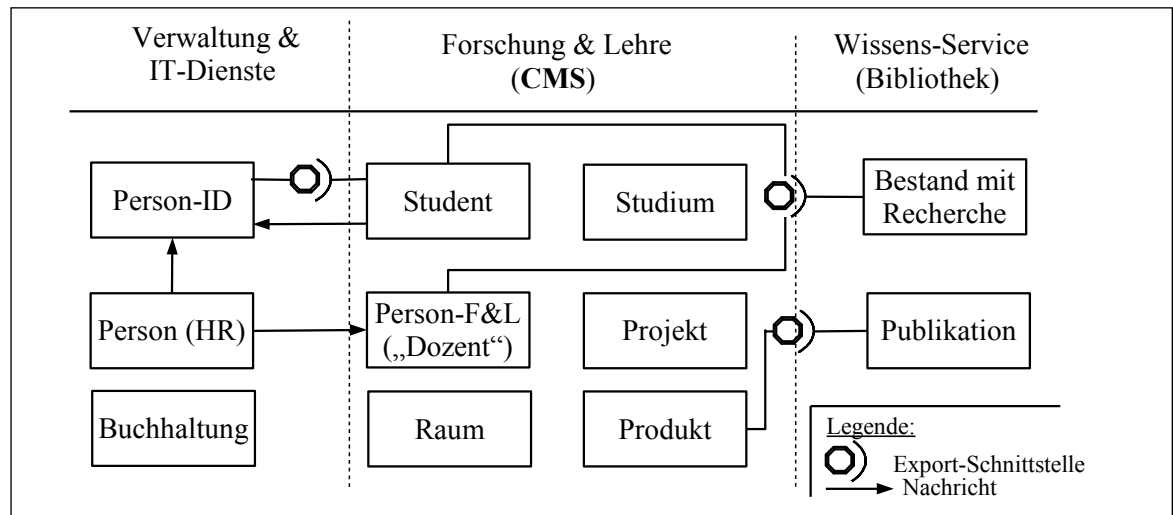 Verwaltung &
IT-Dienste
Forschung & Lehre
(CMS)
Wissens-Service
(Bibliothek)
Person-ID
Student
Studium
Bestand mit
Recherche
Person (HR)
Person-F&L
(„Dozent“)
Projekt
Publikation
Buchhaltung
Raum
Produkt
Legende:
Export-Schnittstelle
Nachricht